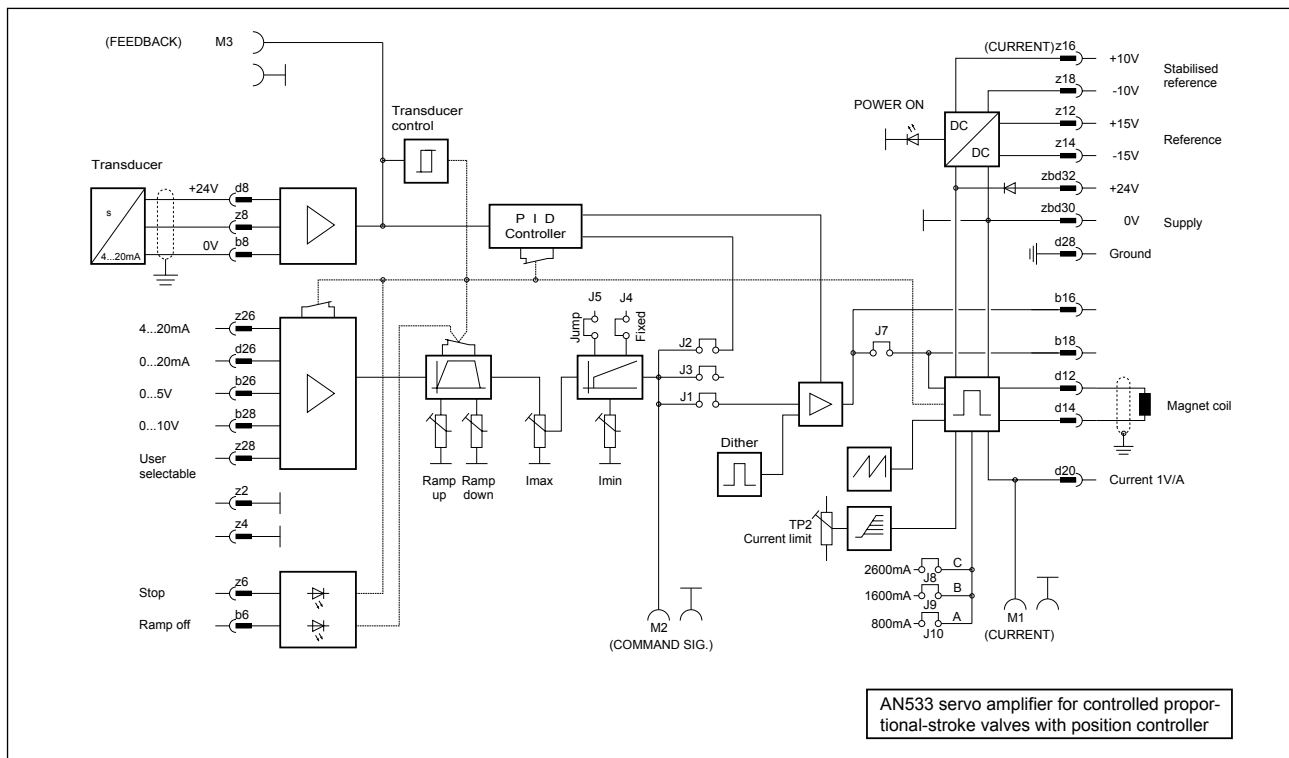 (FEEDBACK) M3
(CURRENT) z16 +10V
Stabilised
reference
z18 -10V
POWER ON
z12 +15V
Reference
z14 -15V
DC
DC
zbd32 +24V
zbd30 0V Supply
d28 Ground
Transducer
control
Transducer
s
4...20mA
+24V d8
z8
0V b8
P I D
Controller
4...20mA z26
0...20mA d26
0...5V b26
0...10V b28
User
selectable
z28
z2
z4
Stop z6
Ramp off b6
Ramp
up
Ramp
down
Imax
Imin
J5 J4
Jump
Fixed
J2
J3
J1
J7
b16
b18
d12
d14
Magnet coil
Dither
d20 Current 1V/A
TP2
Current limit
2600mA C
J8
1600mA B
J9
800mA A
J10
M2
(COMMAND SIG.)
M1
(CURRENT)
AN533 servo amplifier for controlled propor-
tional-stroke valves with position controller